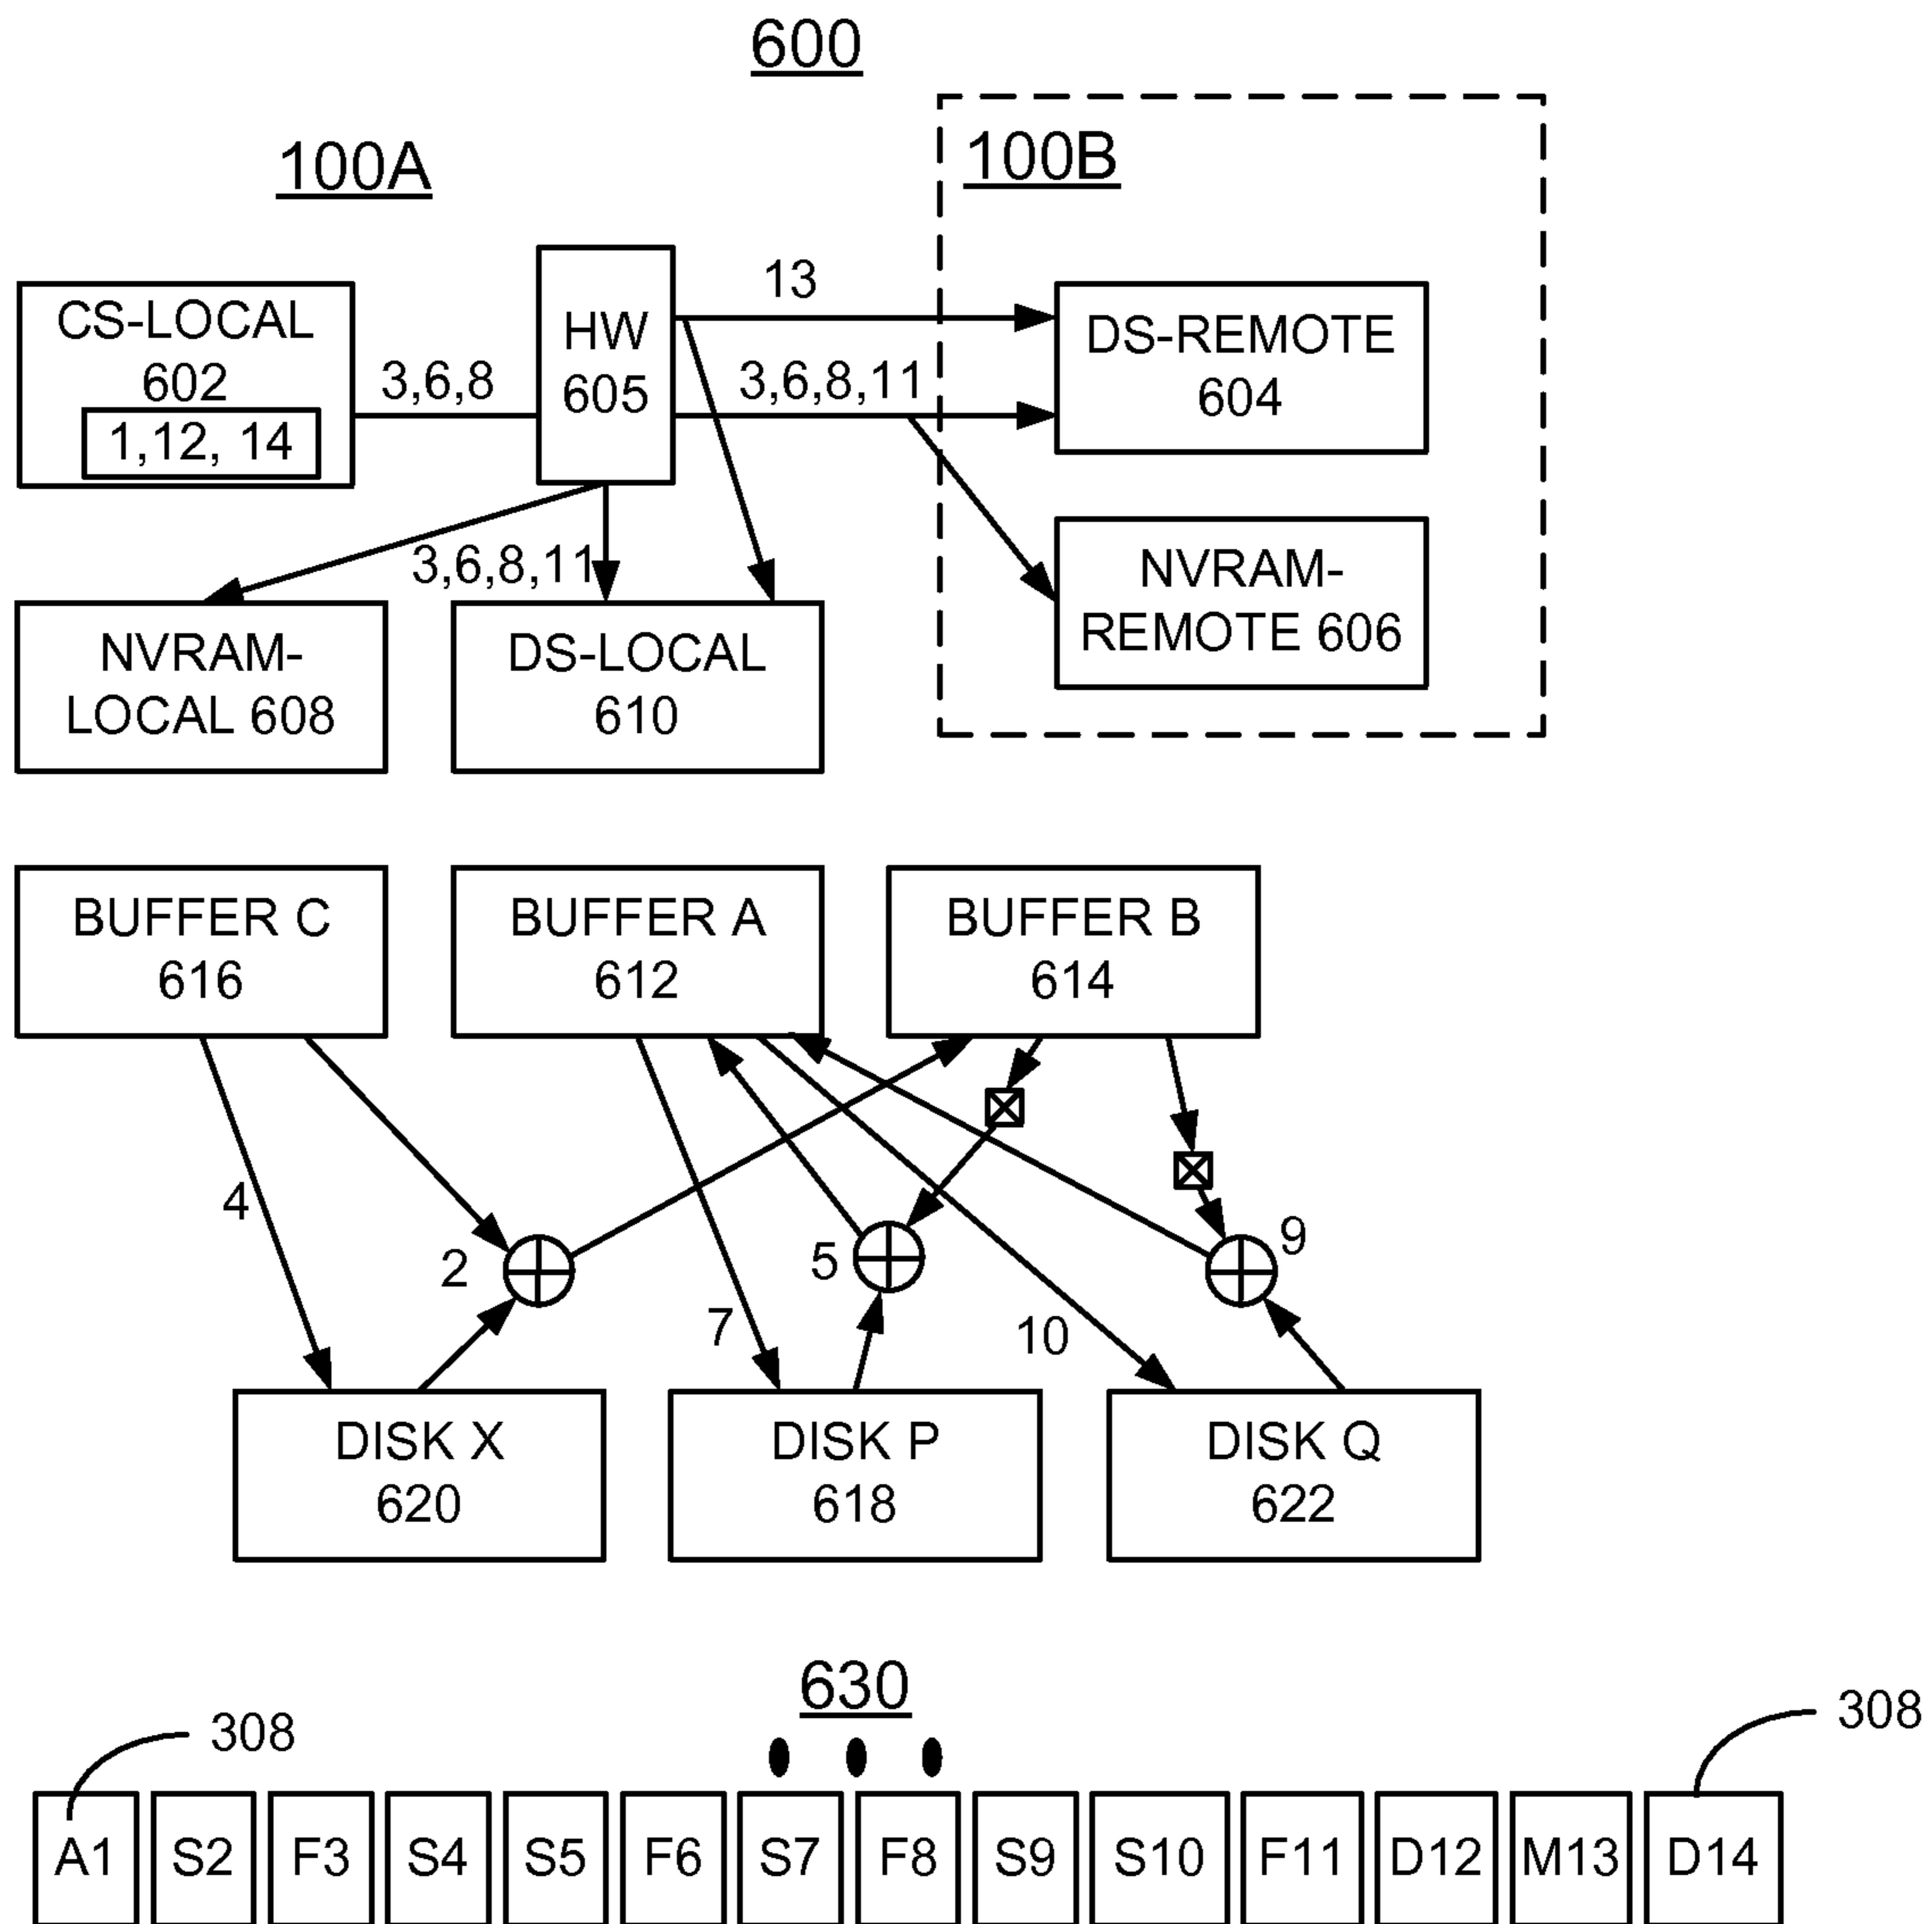 600
100A
100B
13
CS-LOCAL
602
1,12, 14
3,6,8
HW
605
3,6,8,11
DS-REMOTE
604
3,6,8,11
NVRAM-
REMOTE 606
NVRAM-
LOCAL 608
DS-LOCAL
610
BUFFER C
616
BUFFER A
612
BUFFER B
614
4
2
5
9
7
10
DISK X
620
DISK P
618
DISK Q
622
630
308
308
A1 S2 F3 S4 S5 F6 S7 F8 S9 S10 F11 D12 M13 D14